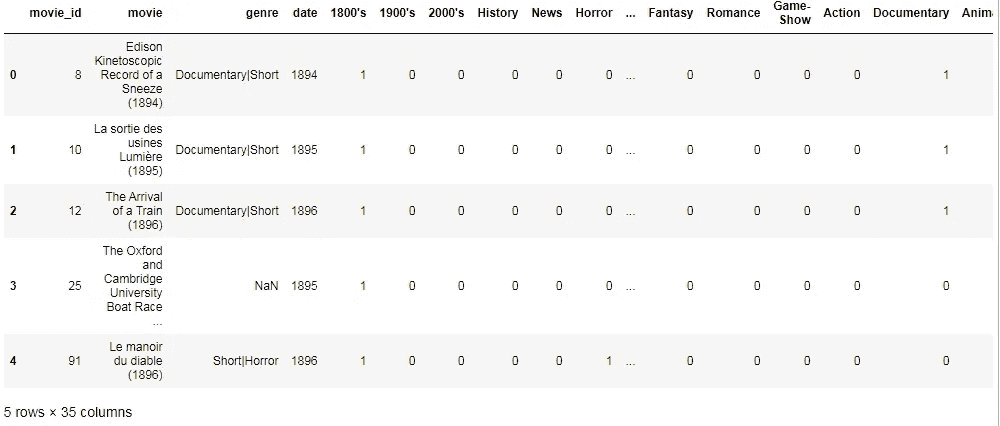 movie_id movie genre date 1800's 1900's 2000's History News Horror ... Fantasy Romance Game-Show Action Documentary Anim
0 8 Edison Kinetoscopic Record of a Sneeze (1894) Documentary|Short 1894 1 0 0 0 0 0 ... 0 0 0 0 1
1 10 La sortie des usines Lumière (1895) Documentary|Short 1895 1 0 0 0 0 0 ... 0 0 0 0 1
2 12 The Arrival of a Train (1896) Documentary|Short 1896 1 0 0 0 0 0 ... 0 0 0 0 1
3 25 The Oxford and Cambridge University Boat Race ... NaN 1895 1 0 0 0 0 0 ... 0 0 0 0 0
4 91 Le manoir du diable (1896) Short|Horror 1896 1 0 0 0 0 1 ... 0 0 0 0 0
5 rows × 35 columns